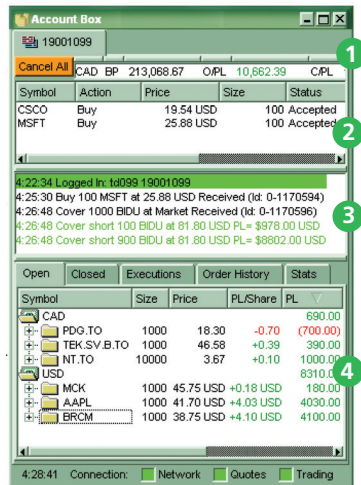 Account Box
19001099
1
Cancel All CAD BP 213,068.67 O/PL 10,662.39 C/PL
Symbol Action Price Size Status
CSCO Buy 19.54 USD 100 Accepted
MSFT Buy 25.88 USD 100 Accepted
2
4:22:34 Logged In: td099 19001099
4:25:30 Buy 100 MSFT at 25.88 USD Received (Id: 0-1170594)
4:26:48 Cover 1000 BIDU at Market Received (Id: 0-1170596)
3
4:26:48 Cover short 100 BIDU at 81.80 USD PL= $978.00 USD
4:26:48 Cover short 900 BIDU at 81.80 USD PL= $8802.00 USD
Open Closed Executions Order History Stats
Symbol Size Price PL/Share PL
CAD 690.00
PDG.TO 1000 18.30 -0.70 (700.00)
TEK.SV.B.TO 1000 46.58 +0.39 390.00
NT.TO 10000 3.67 +0.10 1000.00
USD 8310.0
4
MCK 1000 45.75 USD +0.18 USD 180.00
AAPL 1000 41.70 USD +4.03 USD 4030.00
BRCM 1000 38.75 USD +4.10 USD 4100.00
4:28:41 Connection: Network Quotes Trading